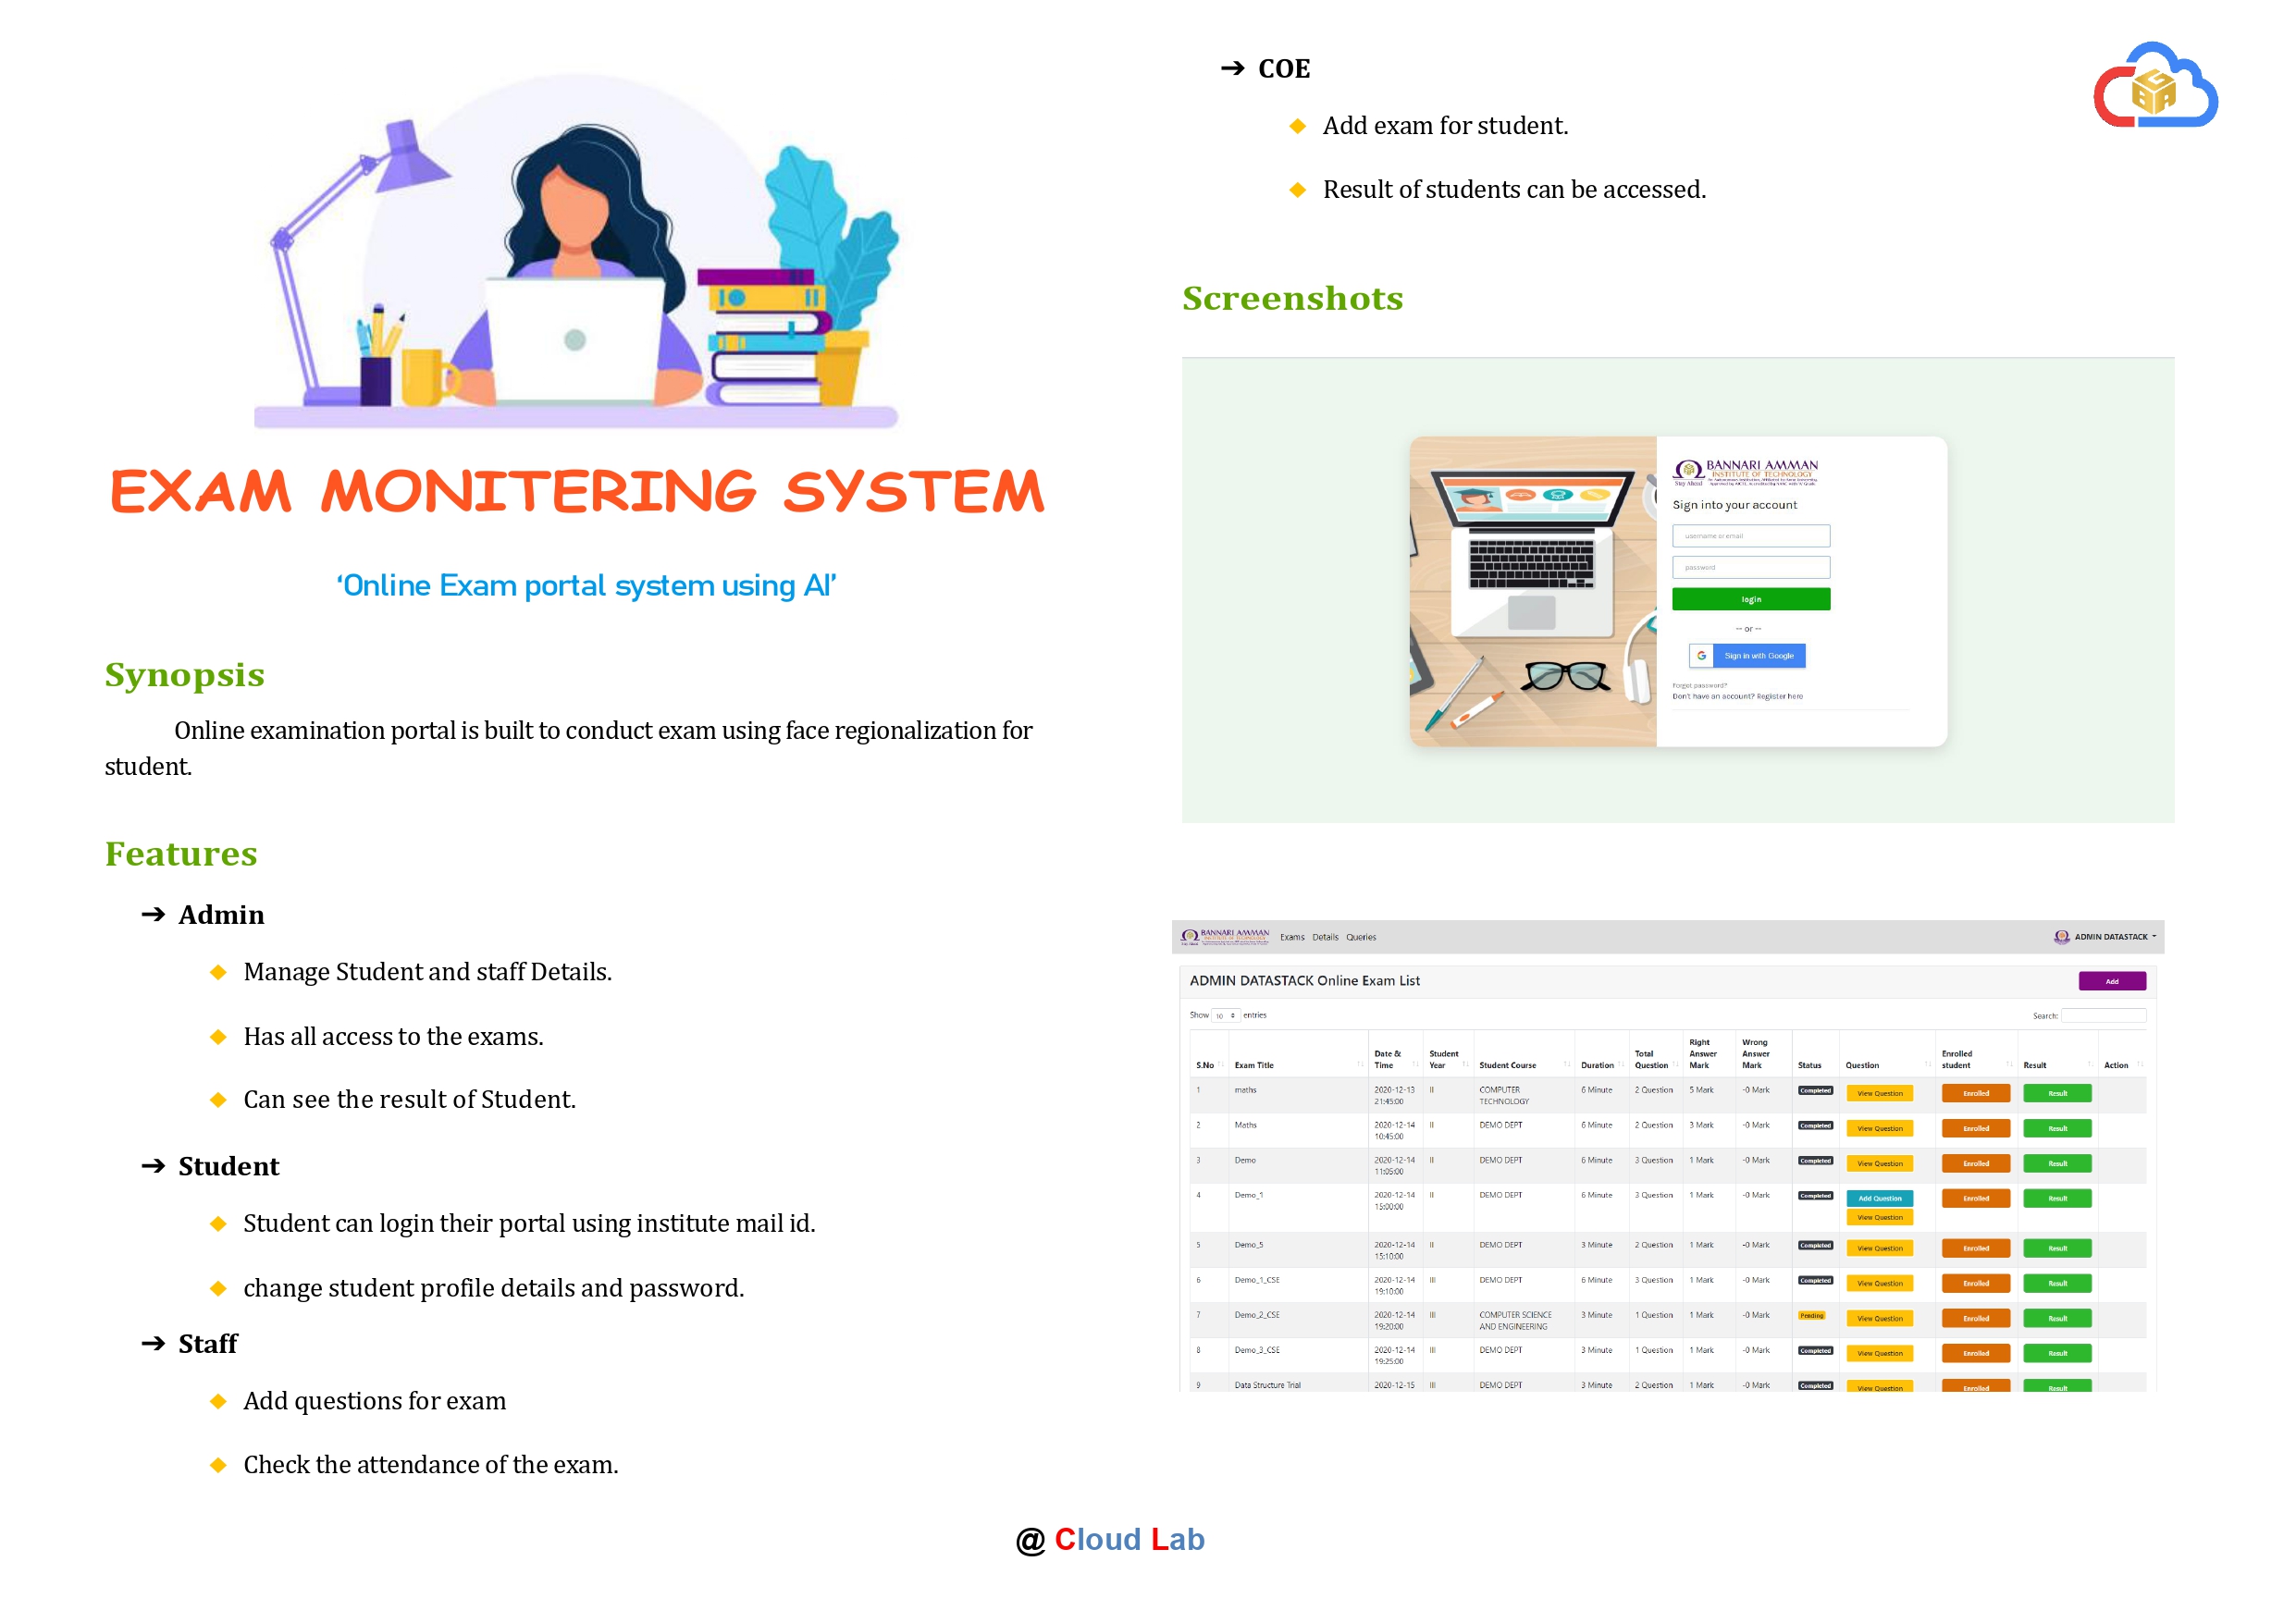 EXAM MONITERING SYSTEM
‘Online Exam portal system using AI’
Synopsis
Online examination portal is built to conduct exam using face regionalization for
student.
Features
➔ Admin
◆ Manage Student and staff Details.
◆ Has all access to the exams.
◆ Can see the result of Student.
➔ Student
◆ Student can login their portal using institute mail id.
◆ change student profile details and password.
➔ Staff
◆ Add questions for exam
◆ Check the attendance of the exam.
➔ COE
◆ Add exam for student.
◆ Result of students can be accessed.
Screenshots
BANNARI AMMAN
INSTITUTE OF TECHNOLOGY
Stay Ahead
Sign into your account
username or email
password
login
-- or --
Sign in with Google
Forgot password?
Don't have an account? Register here
BANNARI AMMAN Exams Details Queries ADMIN DATASTACK
ADMIN DATASTACK Online Exam List Add
Show 10 entries Search:
S.No Exam Title Date & Time Student Year Student Course Duration Total Question Right Answer Mark Wrong Answer Mark Status Question Enrolled student Result Action
1 maths 2020-12-13 21:45:00 II COMPUTER TECHNOLOGY 6 Minute 2 Question 5 Mark -0 Mark Completed View Question Enrolled Result
2 Maths 2020-12-14 10:45:00 II DEMO DEPT 6 Minute 2 Question 3 Mark -0 Mark Completed View Question Enrolled Result
3 Demo 2020-12-14 11:05:00 II DEMO DEPT 6 Minute 3 Question 1 Mark -0 Mark Completed View Question Enrolled Result
4 Demo_1 2020-12-14 15:00:00 II DEMO DEPT 6 Minute 3 Question 1 Mark -0 Mark Completed Add Question View Question Enrolled Result
5 Demo_5 2020-12-14 15:10:00 II DEMO DEPT 3 Minute 2 Question 1 Mark -0 Mark Completed View Question Enrolled Result
6 Demo_1_CSE 2020-12-14 19:10:00 III DEMO DEPT 6 Minute 3 Question 1 Mark -0 Mark Completed View Question Enrolled Result
7 Demo_2_CSE 2020-12-14 19:20:00 III COMPUTER SCIENCE AND ENGINEERING 3 Minute 1 Question 1 Mark -0 Mark Pending View Question Enrolled Result
8 Demo_3_CSE 2020-12-14 19:25:00 III DEMO DEPT 3 Minute 1 Question 1 Mark -0 Mark Completed View Question Enrolled Result
9 Data Structure Trial 2020-12-15 III DEMO DEPT 3 Minute 2 Question 1 Mark -0 Mark Completed View Question Enrolled Result
@ Cloud Lab